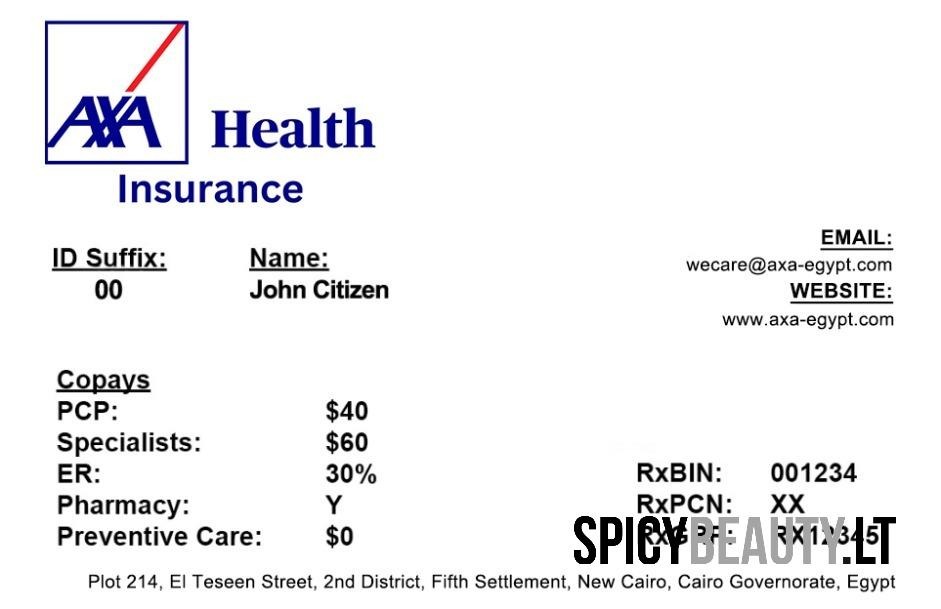 AXA Health
Insurance
ID Suffix: Name:
00 John Citizen
EMAIL:
wecare@axa-egypt.com
WEBSITE:
www.axa-egypt.com
Copays
PCP: $40
Specialists: $60
ER: 30%
Pharmacy: Y
Preventive Care: $0
RxBIN: 001234
RxPCN: XX
RX12345
SPICYBEAUTY.LT
Plot 214, El Teseen Street, 2nd District, Fifth Settlement, New Cairo, Cairo Governorate, Egypt